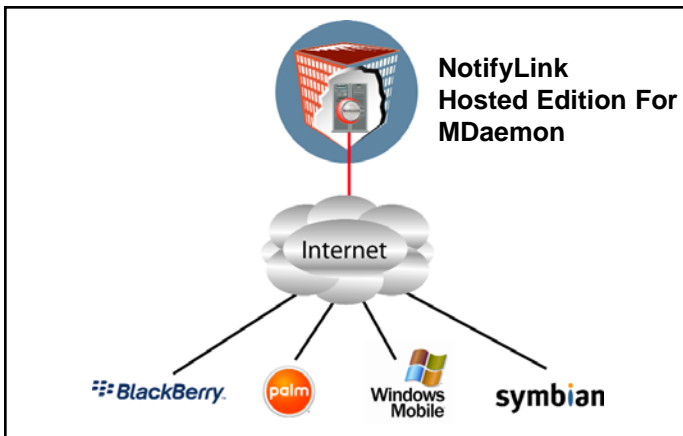 NotifyLink
Hosted Edition For
MDaemon
Internet
BlackBerry.
palm
Windows
Mobile
symbian